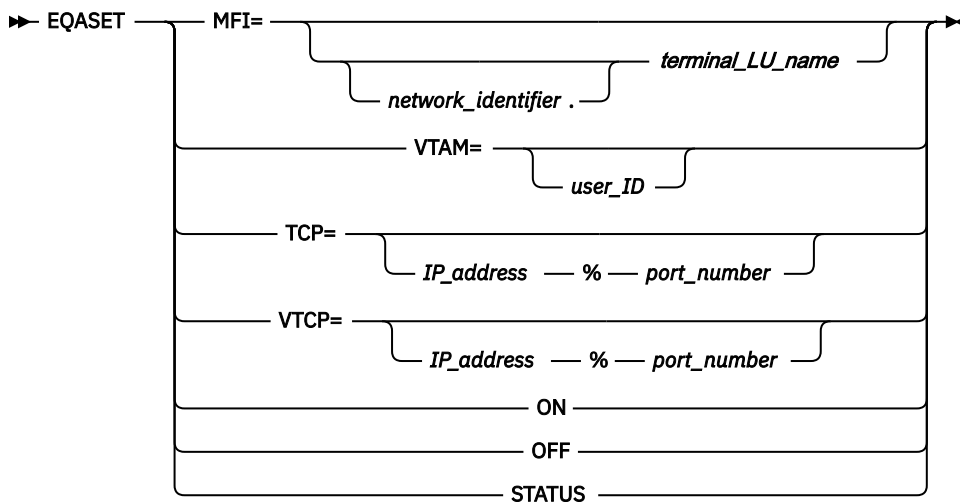 EQASET MFI=
terminal_LU_name
network_identifier .
VTAM=
user_ID
TCP=
IP_address % port_number
VTCP=
IP_address % port_number
ON
OFF
STATUS